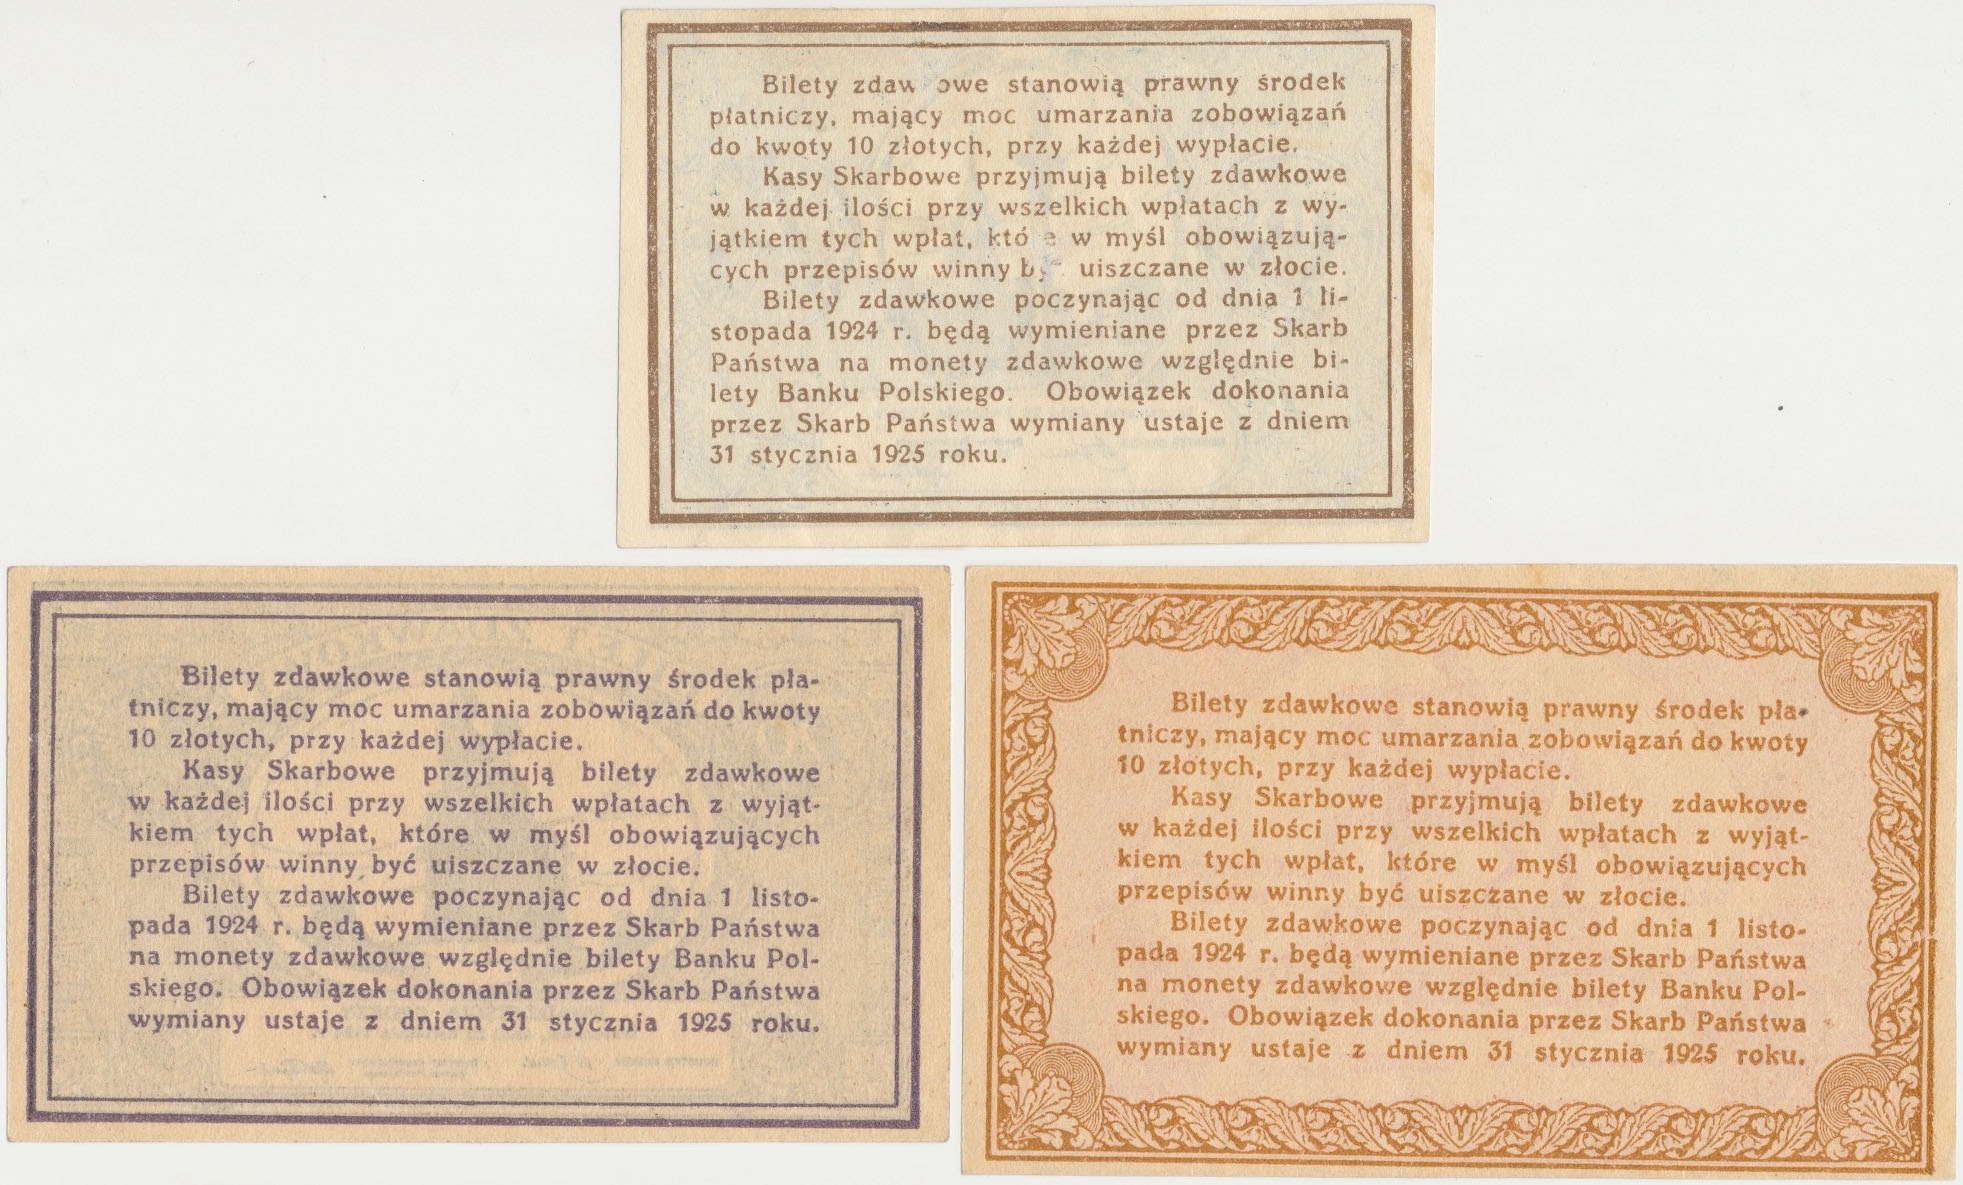 Bilety zdaw owe stanowią prawny środek
płatniczy, mający moc umarzania zobowiązań
do kwoty 10 złotych, przy każdej wypłacie.
Kasy Skarbowe przyjmują bilety zdawkowe
w każdej ilości przy wszelkich wpłatach z wy-
jątkiem tych wpłat, któ e w myśl obowiązują-
cych przepisów winny by uiszczane w złocie.
Bilety zdawkowe poczynając od dnia 1 li-
stopada 1924 r. będą wymieniane przez Skarb
Państwa na monety zdawkowe względnie bi-
lety Banku Polskiego. Obowiązek dokonania
przez Skarb Państwa wymiany ustaje z dniem
31 stycznia 1925 roku.
Bilety zdawkowe stanowią prawny środek pła-
tniczy, mający moc umarzania zobowiązań do kwoty
10 złotych, przy każdej wypłacie.
Kasy Skarbowe przyjmują bilety zdawkowe
w każdej ilości przy wszelkich wpłatach z wyjąt-
kiem tych wpłat, które w myśl obowiązujących
przepisów winny być uiszczane w złocie.
Bilety zdawkowe poczynając od dnia 1 listo-
pada 1924 r. będą wymieniane przez Skarb Państwa
na monety zdawkowe względnie bilety Banku Pol-
skiego. Obowiązek dokonania przez Skarb Państwa
wymiany ustaje z dniem 31 stycznia 1925 roku.
Bilety zdawkowe stanowią prawny środek pła-
tniczy, mający moc umarzania zobowiązań do kwoty
10 złotych, przy każdej wypłacie.
Kasy Skarbowe przyjmują bilety zdawkowe
w każdej ilości przy wszelkich wpłatach z wyjąt-
kiem tych wpłat, które w myśl obowiązujących
przepisów winny być uiszczane w złocie.
Bilety zdawkowe poczynając od dnia 1 listo-
pada 1924 r. będą wymieniane przez Skarb Państwa
na monety zdawkowe względnie bilety Banku Pol-
skiego. Obowiązek dokonania przez Skarb Państwa
wymiany ustaje z dniem 31 stycznia 1925 roku.